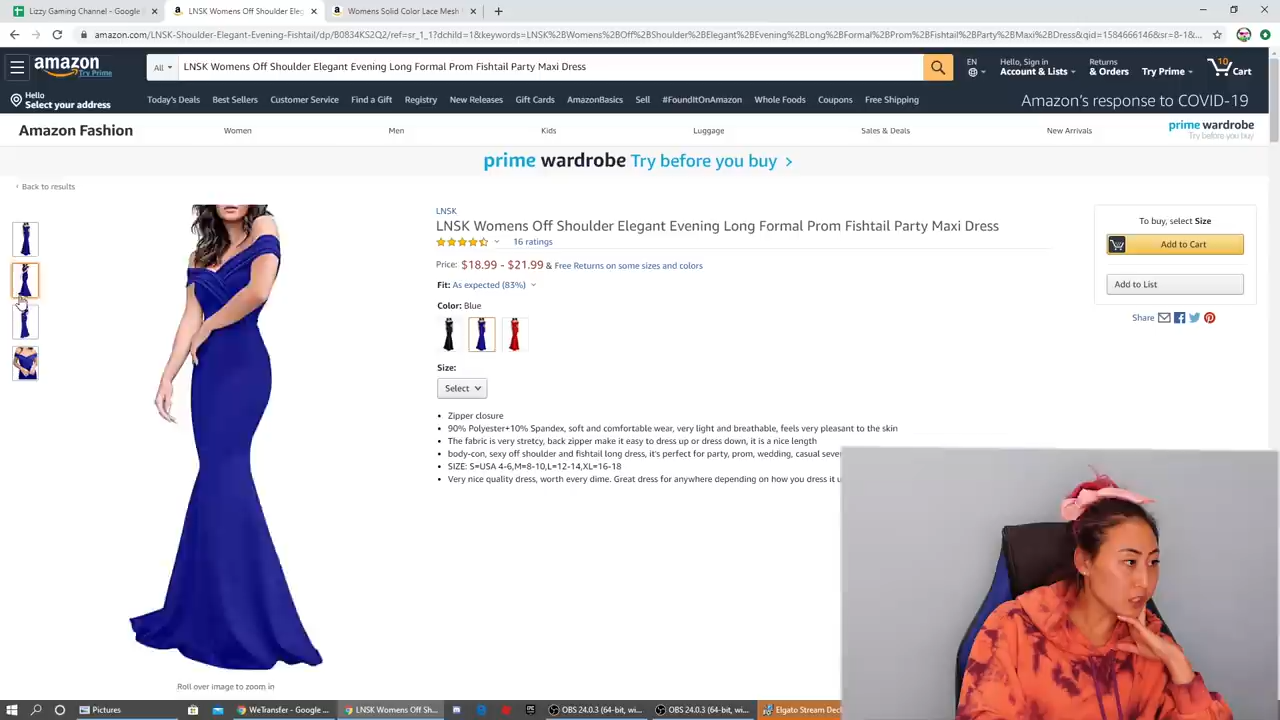 Lizzy Gaming Channel - Google
LNSK Womens Off Shoulder Eleg
Womens Solid Color Lace Mesh
amazon.com/LNSK-Shoulder-Elegant-Evening-Fishtail/dp/B0834KS2Q2/ref=sr_1_1?dchild=1&keywords=LNSK%2BWomens%2BOff%2BShoulder%2BElegant%2BEvening%2BLong%2BFormal%2BProm%2BFishtail%2BParty%2BMaxi%2BDress&qid=1584666146&sr=8-1&...
amazon
Try Prime
All
LNSK Womens Off Shoulder Elegant Evening Long Formal Prom Fishtail Party Maxi Dress
EN
Hello, Sign in
Account & Lists
Returns
& Orders
Try Prime
10
Cart
Hello
Select your address
Today's Deals
Best Sellers
Customer Service
Find a Gift
Registry
New Releases
Gift Cards
AmazonBasics
Sell
#FoundItOnAmazon
Whole Foods
Coupons
Free Shipping
Amazon's response to COVID-19
Amazon Fashion
Women
Men
Kids
Luggage
Sales & Deals
New Arrivals
prime wardrobe
Try before you buy
prime wardrobe Try before you buy ›
‹ Back to results
LNSK
LNSK Womens Off Shoulder Elegant Evening Long Formal Prom Fishtail Party Maxi Dress
16 ratings
Price: $18.99 - $21.99 & Free Returns on some sizes and colors
Fit: As expected (83%)
Color: Blue
Size:
Select
• Zipper closure
• 90% Polyester+10% Spandex, soft and comfortable wear, very light and breathable, feels very pleasant to the skin
• The fabric is very stretcy, back zipper make it easy to dress up or dress down, it is a nice length
• body-con, sexy off shoulder and fishtail long dress, it's perfect for party, prom, wedding, casual sever
• SIZE: S=USA 4-6,M=8-10,L=12-14,XL=16-18
• Very nice quality dress, worth every dime. Great dress for anywhere depending on how you dress it u
To buy, select Size
Add to Cart
Add to List
Share
Roll over image to zoom in
Pictures
WeTransfer - Google ...
LNSK Womens Off Sh...
OBS 24.0.3 (64-bit, wi...
OBS 24.0.3 (64-bit, wi...
Elgato Stream Deck